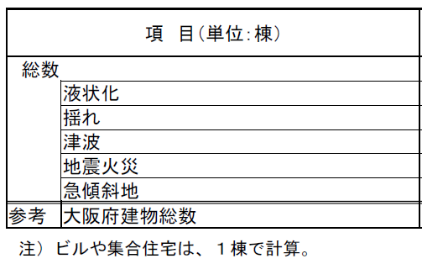 項 目(単位:棟)
総数
液状化
揺れ
津波
地震火災
急傾斜地
参考 大阪府建物総数
注) ビルや集合住宅は、1棟で計算。